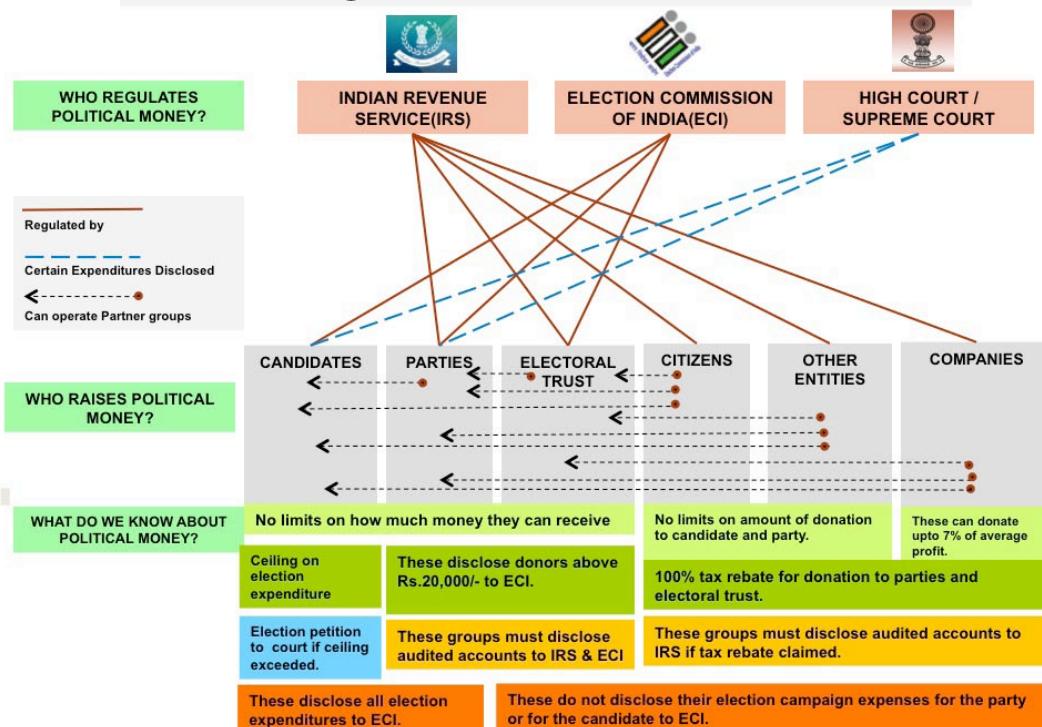 WHO REGULATES
POLITICAL MONEY?
INDIAN REVENUE
SERVICE(IRS)
ELECTION COMMISSION
OF INDIA(ECI)
HIGH COURT /
SUPREME COURT
Regulated by
Certain Expenditures Disclosed
Can operate Partner groups
WHO RAISES POLITICAL
MONEY?
CANDIDATES
PARTIES
ELECTORAL
TRUST
CITIZENS
OTHER
ENTITIES
COMPANIES
WHAT DO WE KNOW ABOUT
POLITICAL MONEY?
No limits on how much money they can receive
No limits on amount of donation
to candidate and party.
These can donate
upto 7% of average
profit.
Ceiling on
election
expenditure
These disclose donors above
Rs.20,000/- to ECI.
100% tax rebate for donation to parties and
electoral trust.
Election petition
to court if ceiling
exceeded.
These groups must disclose
audited accounts to IRS & ECI
These groups must disclose audited accounts to
IRS if tax rebate claimed.
These disclose all election
expenditures to ECI.
These do not disclose their election campaign expenses for the party
or for the candidate to ECI.